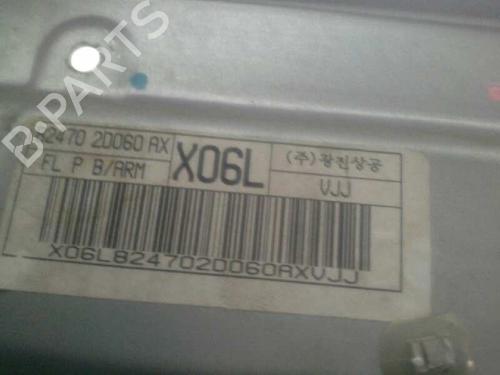 B-PARTS
82470 2D060 AX
X06L
(주)광진상공
FL P B/ARM
VJJ
X06L824702D060AXVJJ